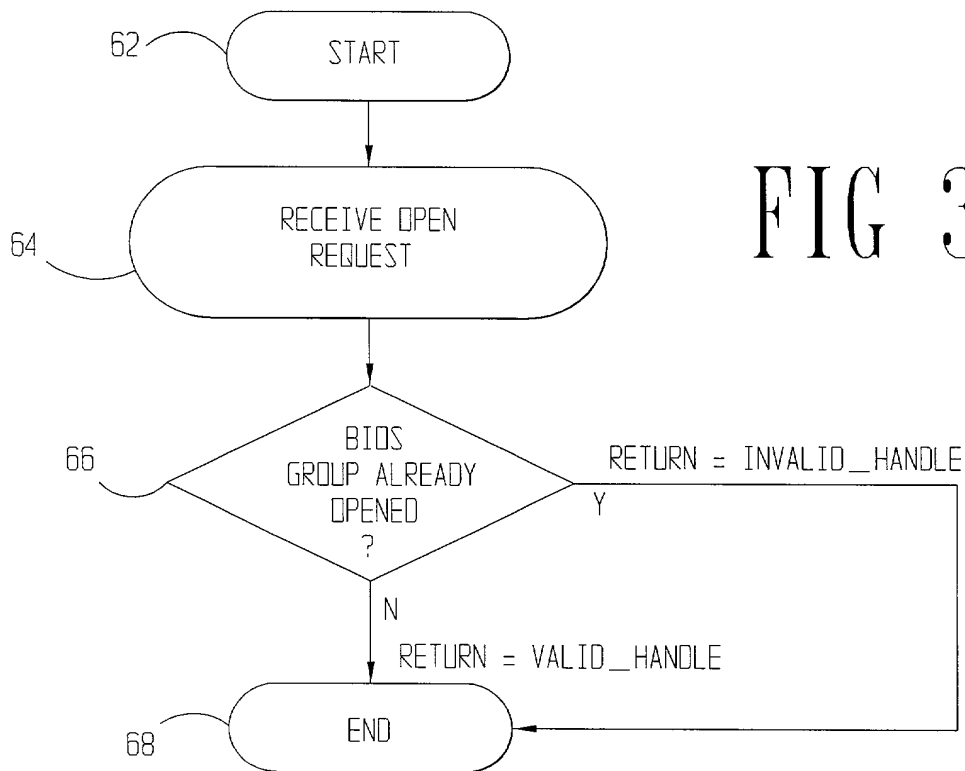 62
START
FIG 3
64
RECEIVE OPEN
REQUEST
66
BIOS
GROUP ALREADY
OPENED
?
RETURN = INVALID_HANDLE
Y
N
RETURN = VALID_HANDLE
68
END